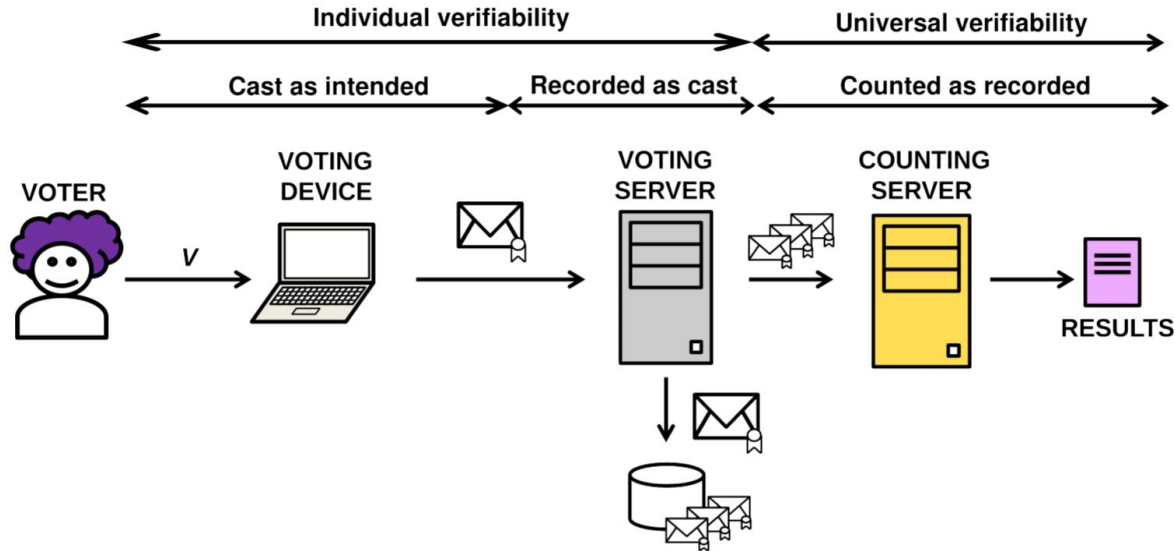 Individual verifiability
Universal verifiability
Cast as intended
Recorded as cast
Counted as recorded
VOTER
VOTING
DEVICE
VOTING
SERVER
COUNTING
SERVER
V
RESULTS